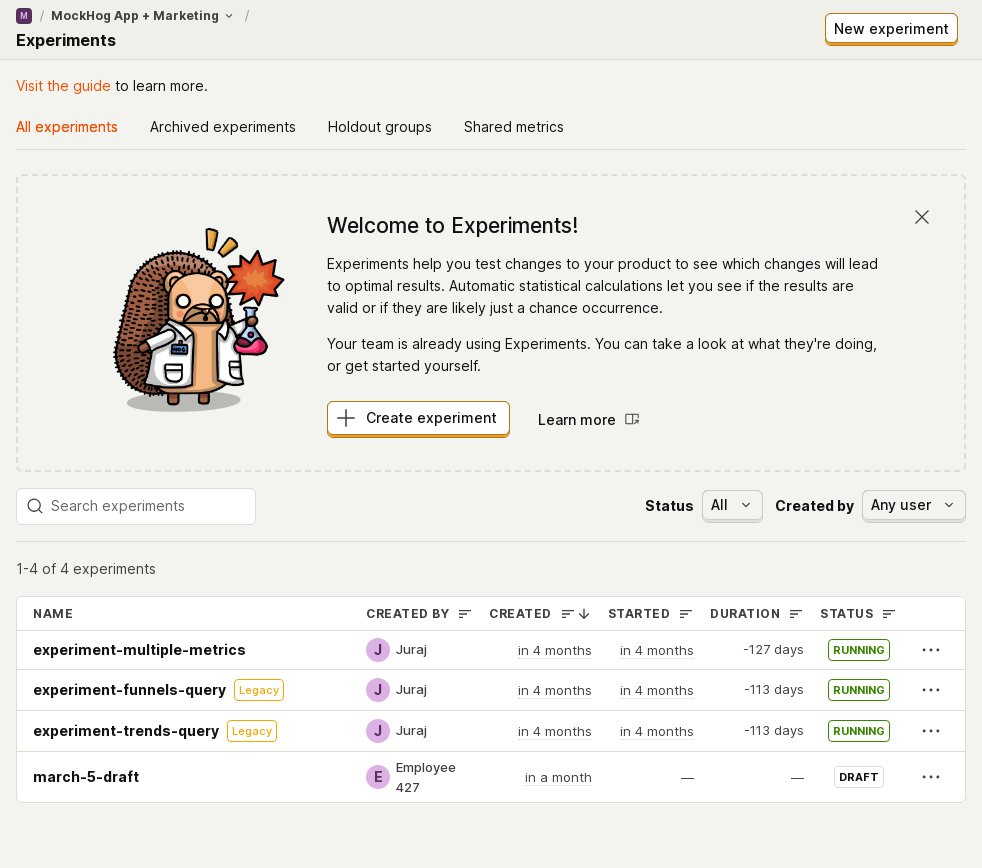 M / MockHog App + Marketing /
Experiments
New experiment
Visit the guide to learn more.
All experiments Archived experiments Holdout groups Shared metrics
Welcome to Experiments!
Experiments help you test changes to your product to see which changes will lead
to optimal results. Automatic statistical calculations let you see if the results are
valid or if they are likely just a chance occurrence.
Your team is already using Experiments. You can take a look at what they're doing,
or get started yourself.
Create experiment Learn more
Search experiments Status All Created by Any user
1-4 of 4 experiments
NAME CREATED BY CREATED STARTED DURATION STATUS
experiment-multiple-metrics J Juraj in 4 months in 4 months -127 days RUNNING
experiment-funnels-query Legacy J Juraj in 4 months in 4 months -113 days RUNNING
experiment-trends-query Legacy J Juraj in 4 months in 4 months -113 days RUNNING
march-5-draft E Employee 427 in a month — — DRAFT